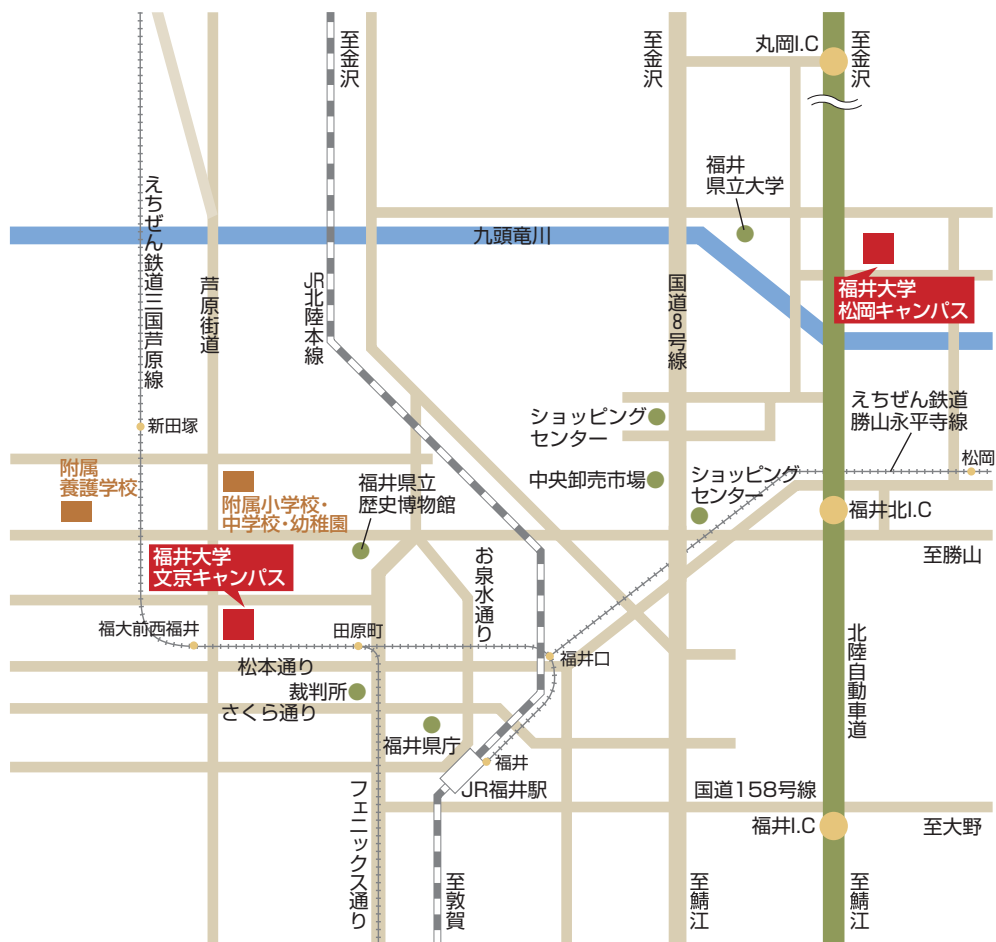 丸岡I.C
至金沢
至金沢
至金沢
福井
県立大学
えちぜん鉄道三国芦原線
九頭竜川
芦原街道
JR北陸本線
国道8号線
福井大学
松岡キャンパス
えちぜん鉄道
勝山永平寺線
ショッピング
センター
新田塚
松岡
附属
養護学校
附属小学校・
中学校・幼稚園
福井県立
歴史博物館
中央卸売市場
ショッピング
センター
福井北I.C
至勝山
福井大学
文京キャンパス
お泉水通り
福大前西福井
田原町
福井口
北陸自動車道
松本通り
裁判所
さくら通り
福井県庁
福井
JR福井駅
国道158号線
フェニックス通り
福井I.C
至大野
至敦賀
至鯖江
至鯖江